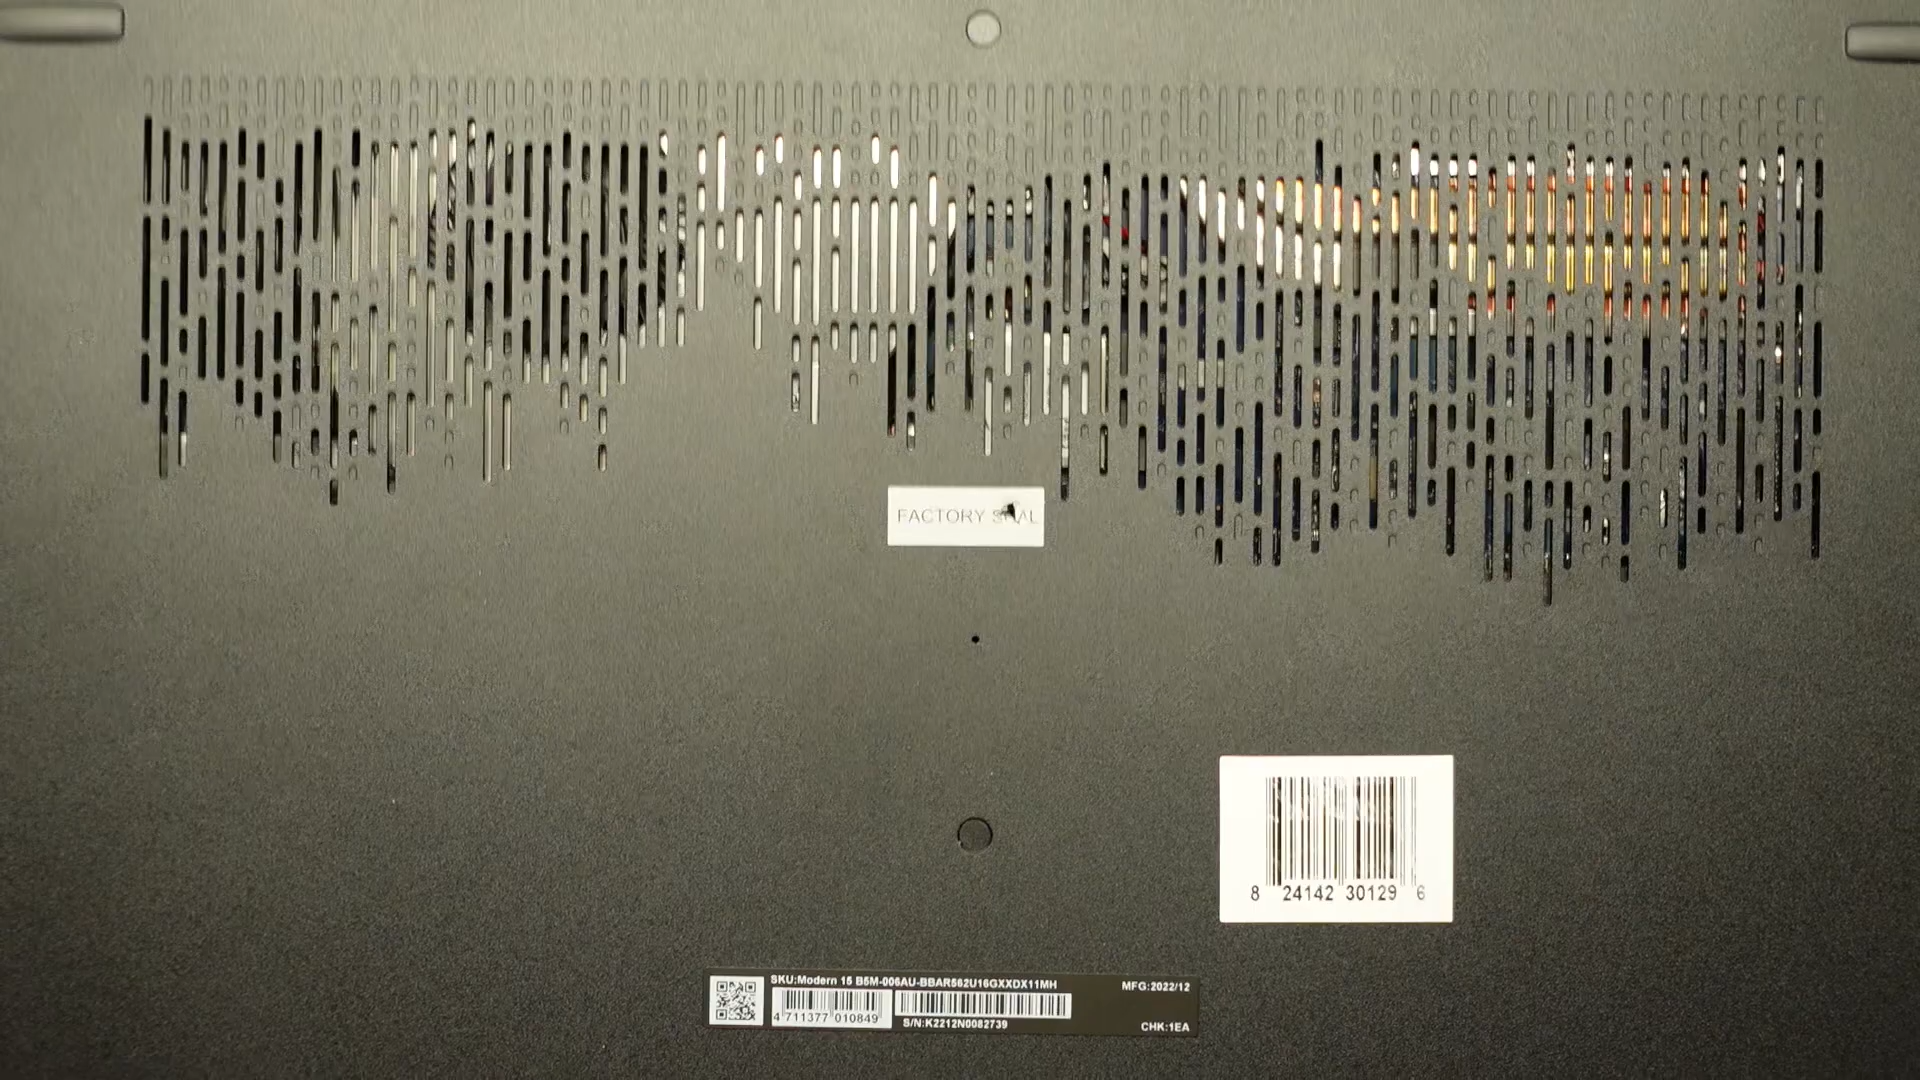 FACTORY SEAL
8 24142 30129 6
SKU:Modern 15 B5M-006AU-BBAR562U16GXXDX11MH
MFG:2022/12
4 711377 010849
S/N:K2212N0082739
CHK:1EA